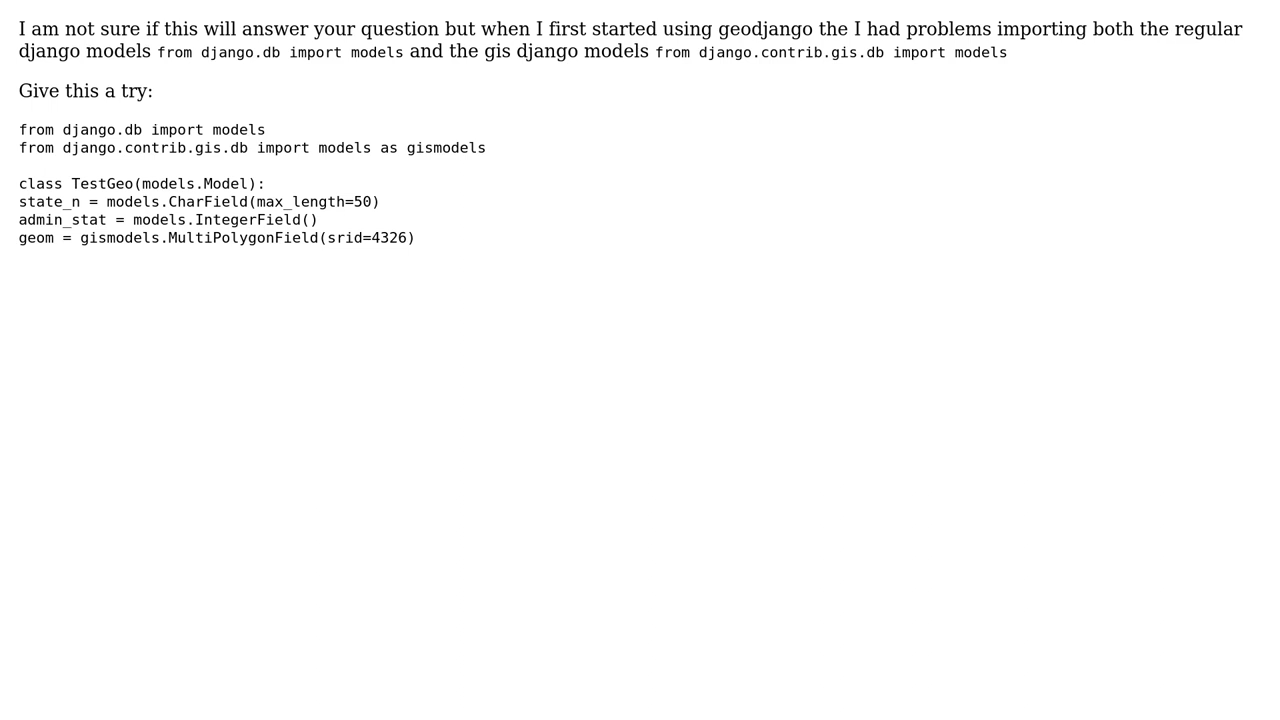 I am not sure if this will answer your question but when I first started using geodjango the I had problems importing both the regular
django models from django.db import models and the gis django models from django.contrib.gis.db import models
Give this a try:
from django.db import models
from django.contrib.gis.db import models as gismodels
class TestGeo(models.Model):
state_n = models.CharField(max_length=50)
admin_stat = models.IntegerField()
geom = gismodels.MultiPolygonField(srid=4326)